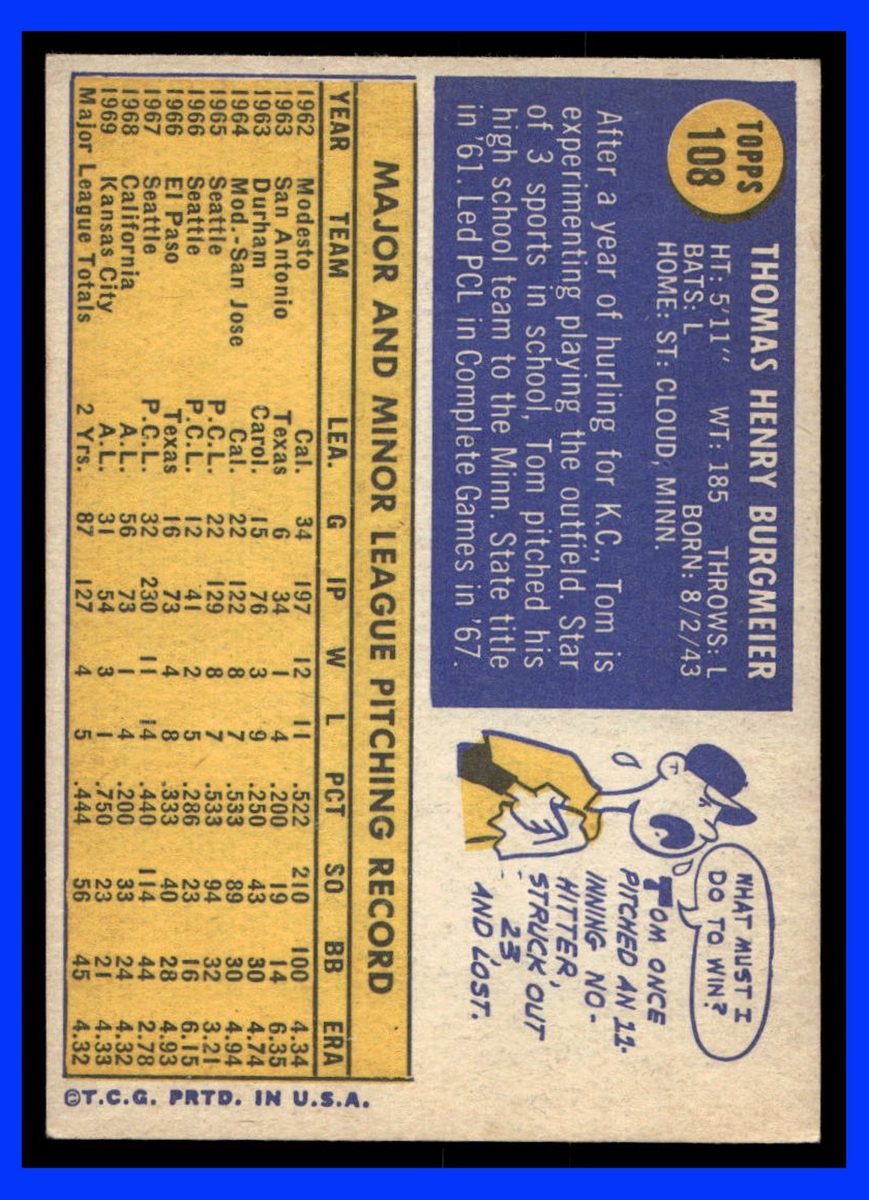 TOPPS
108
THOMAS HENRY BURGMEIER
HT: 5'11" WT: 185 THROWS: L
BATS: L BORN: 8/2/43
HOME: ST. CLOUD, MINN.
After a year of hurling for K.C., Tom is
experimenting playing the outfield. Star
of 3 sports in school, Tom pitched his
high school team to the Minn. State title
in '61. Led PCL in Complete Games in '67.
WHAT MUST I
DO TO WIN?
TOM ONCE
PITCHED AN 11-
INNING NO-
HITTER,
STRUCK OUT
23
- AND LOST.
MAJOR AND MINOR LEAGUE PITCHING RECORD
YEAR TEAM LEA. G IP W L PCT SO BB ERA
1962 Modesto Cal. 34 197 12 11 .522 210 100 4.34
1963 San Antonio Texas 6 34 1 4 .200 19 14 6.35
1963 Durham Carol. 15 76 3 9 .250 43 30 4.74
1964 Mod.-San Jose Cal. 22 122 8 7 .533 89 30 4.94
1965 Seattle P.C.L. 22 129 8 7 .533 94 32 3.21
1966 Seattle P.C.L. 12 41 2 5 .286 23 16 6.15
1966 El Paso Texas 16 73 4 8 .333 40 28 4.93
1967 Seattle P.C.L. 32 230 11 14 .440 114 44 2.78
1968 California A.L. 56 73 1 4 .200 33 24 4.32
1969 Kansas City A.L. 31 54 3 1 .750 23 21 4.33
Major League Totals 2 Yrs. 87 127 4 5 .444 56 45 4.32
©T.C.G. PRTD. IN U.S.A.